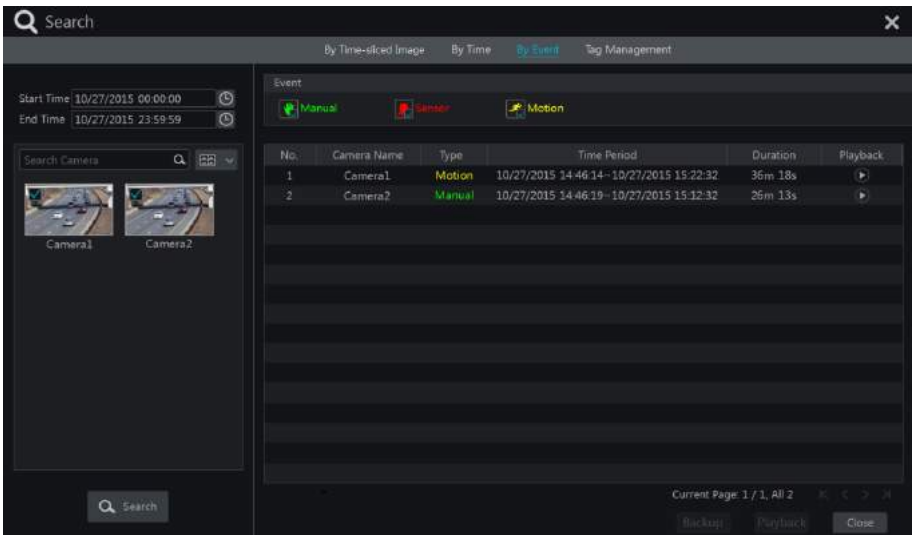 Search
By Time-sliced Image By Time By Event Tag Management
Start Time 10/27/2015 00:00:00
End Time 10/27/2015 23:59:59
Search Camera
Camera1 Camera2
Search
Event
Manual Sensor Motion
No. Camera Name Type Time Period Duration Playback
1 Camera1 Motion 10/27/2015 14:46:14--10/27/2015 15:22:32 36m 18s
2 Camera2 Manual 10/27/2015 14:46:19--10/27/2015 15:12:32 26m 13s
Current Page: 1 / 1, All 2
Backup Playback Close